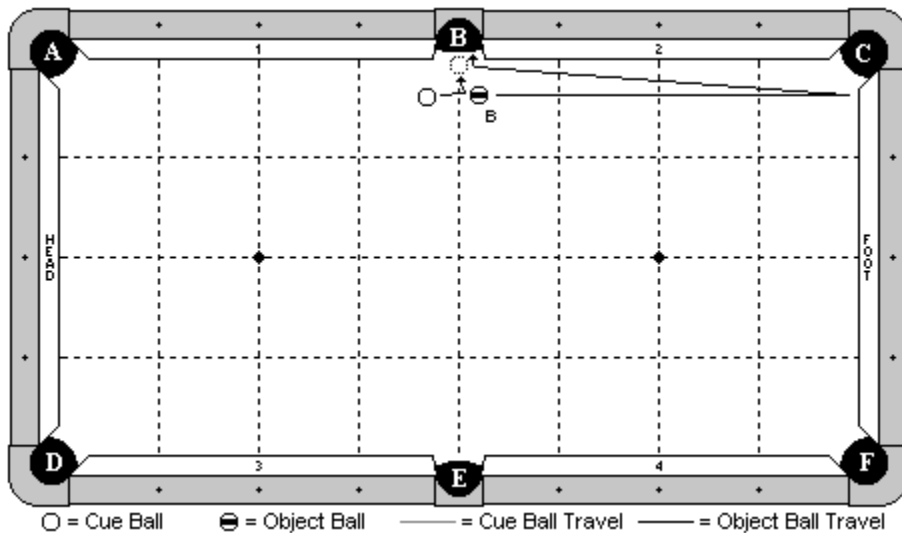 A B C
1 2
B
HEAD
FOOT
3 4
D E F
= Cue Ball = Object Ball = Cue Ball Travel = Object Ball Travel